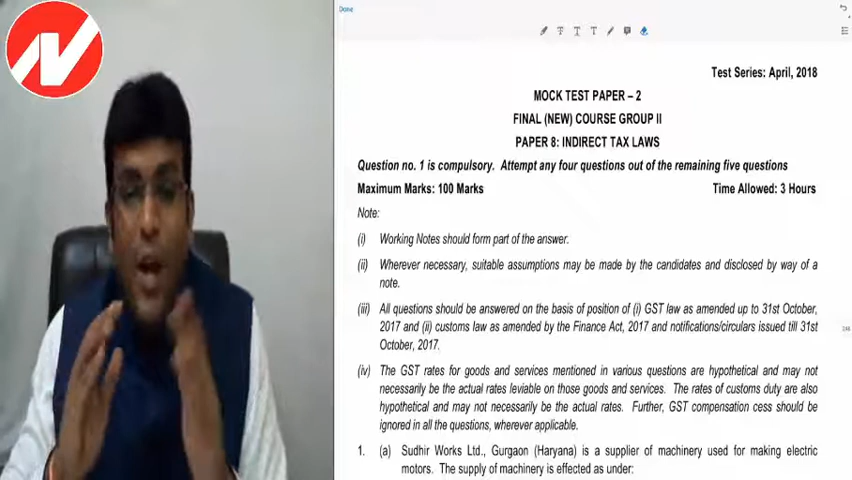 Done
Test Series: April, 2018
MOCK TEST PAPER – 2
FINAL (NEW) COURSE GROUP II
PAPER 8: INDIRECT TAX LAWS
Question no. 1 is compulsory. Attempt any four questions out of the remaining five questions
Maximum Marks: 100 Marks Time Allowed: 3 Hours
Note:
(i) Working Notes should form part of the answer.
(ii) Wherever necessary, suitable assumptions may be made by the candidates and disclosed by way of a
note.
(iii) All questions should be answered on the basis of position of (i) GST law as amended up to 31st October,
2017 and (ii) customs law as amended by the Finance Act, 2017 and notifications/circulars issued till 31st
October, 2017.
(iv) The GST rates for goods and services mentioned in various questions are hypothetical and may not
necessarily be the actual rates leviable on those goods and services. The rates of customs duty are also
hypothetical and may not necessarily be the actual rates. Further, GST compensation cess should be
ignored in all the questions, wherever applicable.
1. (a) Sudhir Works Ltd., Gurgaon (Haryana) is a supplier of machinery used for making electric
motors. The supply of machinery is effected as under: